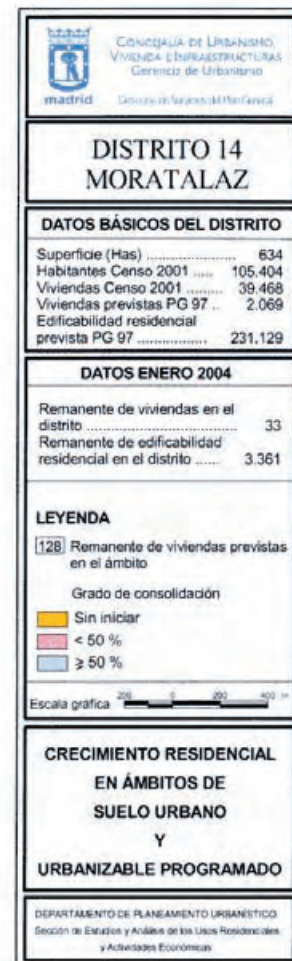 CONCEJALIA DE URBANISMO,
VIVIENDA E INFRAESTRUCTURAS
Gerencia de Urbanismo
madrid
DISTRITO 14
MORATALAZ
DATOS BÁSICOS DEL DISTRITO
Superficie (Has) ...................... 634
Habitantes Censo 2001 ..... 105.404
Viviendas Censo 2001 ......... 39.468
Viviendas previstas PG 97 .. 2.069
Edificabilidad residencial
prevista PG 97 ................. 231.129
DATOS ENERO 2004
Remanente de viviendas en el
distrito .................................... 33
Remanente de edificabilidad
residencial en el distrito ...... 3.361
LEYENDA
128 Remanente de viviendas previstas
en el ámbito
Grado de consolidación
Sin iniciar
< 50 %
≥ 50 %
Escala gráfica 200 0 200 400 m
CRECIMIENTO RESIDENCIAL
EN ÁMBITOS DE
SUELO URBANO
Y
URBANIZABLE PROGRAMADO
DEPARTAMENTO DE PLANEAMIENTO URBANÍSTICO
Sección de Estudios y Análisis de los Usos Residenciales
y Actividades Económicas